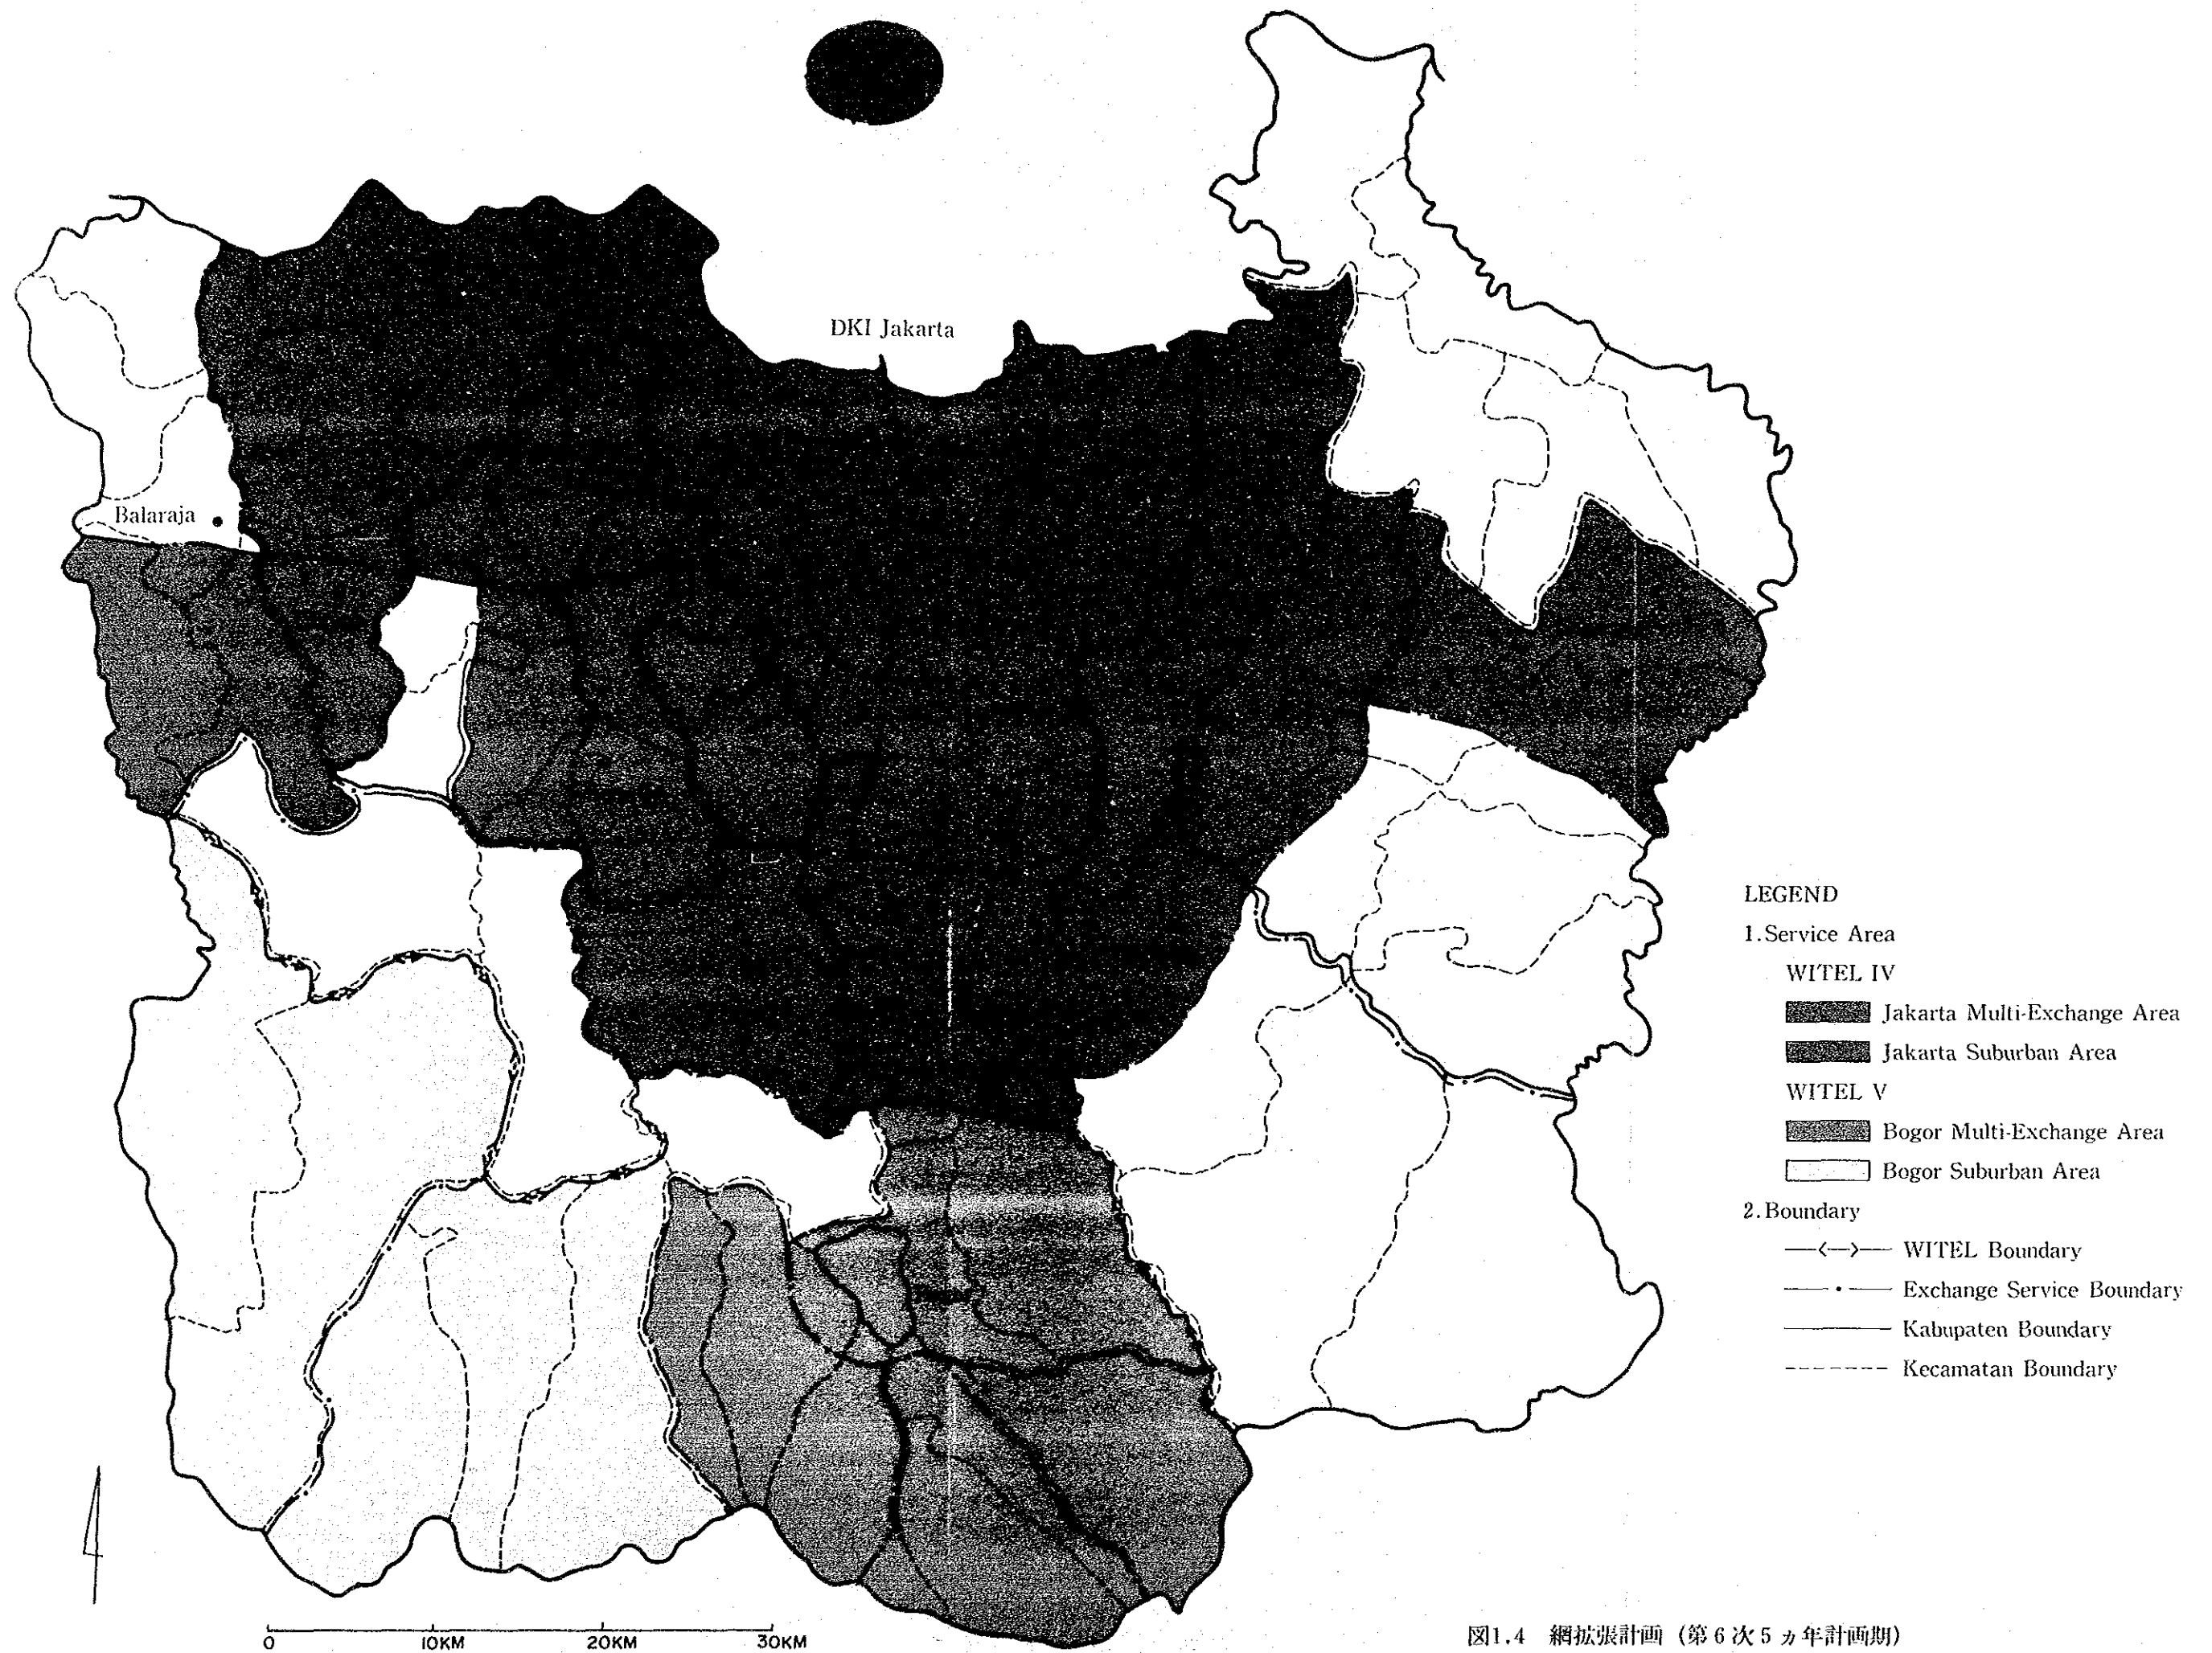 DKI Jakarta
Balaraja
LEGEND
1.Service Area
WITEL IV
Jakarta Multi-Exchange Area
Jakarta Suburban Area
WITEL V
Bogor Multi-Exchange Area
Bogor Suburban Area
2.Boundary
WITEL Boundary
Exchange Service Boundary
Kabupaten Boundary
Kecamatan Boundary
0 10KM 20KM 30KM
図1.4 網拡張計画 (第6次5ヵ年計画期)